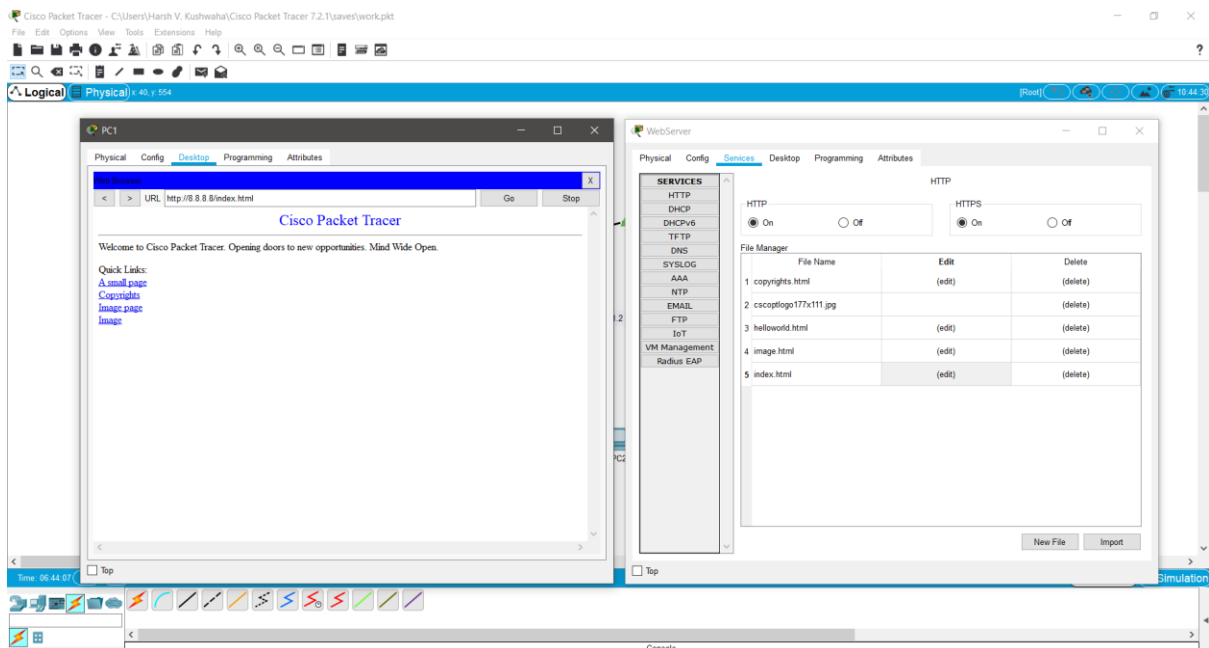 Cisco Packet Tracer - C:\Users\Harsh V. Kushwaha\Cisco Packet Tracer 7.2.1\saves\work.pkt
File Edit Options View Tools Extensions Help
?
Logical Physical x: 40, y: 554 [Root] 10:44:30
PC1
Physical Config Desktop Programming Attributes
Web Browser X
< > URL http://8.8.8.8/index.html Go Stop
Cisco Packet Tracer
Welcome to Cisco Packet Tracer. Opening doors to new opportunities. Mind Wide Open.
Quick Links:
A small page
Copyrights
Image page
Image
Top
1.2
PC2
WebServer
Physical Config Services Desktop Programming Attributes
SERVICES
HTTP
DHCP
DHCPv6
TFTP
DNS
SYSLOG
AAA
NTP
EMAIL
FTP
IoT
VM Management
Radius EAP
HTTP
HTTP HTTPS
On Off On Off
File Manager
File Name Edit Delete
1 copyrights.html (edit) (delete)
2 cscoptlogo177x111.jpg (delete)
3 helloworld.html (edit) (delete)
4 image.html (edit) (delete)
5 index.html (edit) (delete)
New File Import
Top
Time: 06:44:07 Simulation